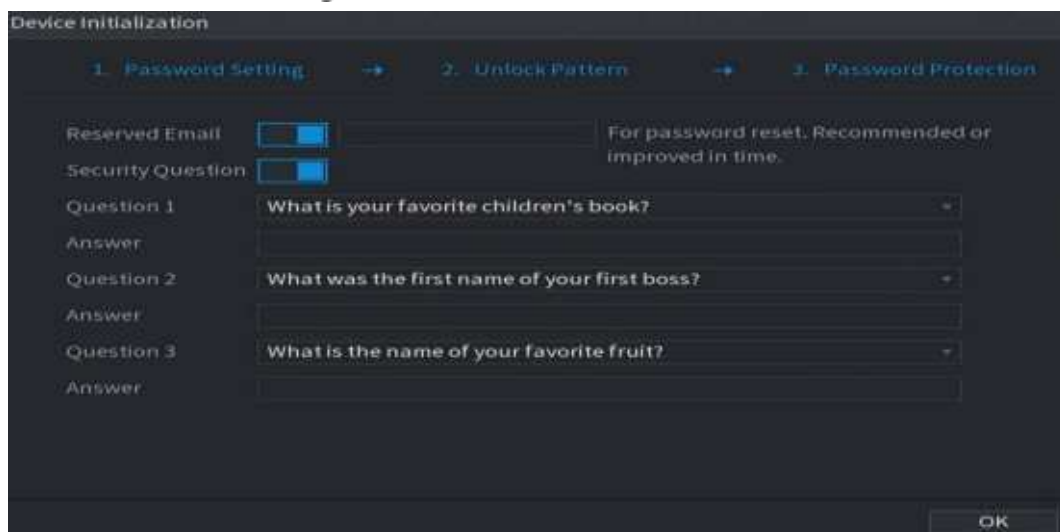 Device Initialization
1. Password Setting → 2. Unlock Pattern → 3. Password Protection
Reserved Email For password reset. Recommended or
improved in time.
Security Question
Question 1 What is your favorite children's book?
Answer
Question 2 What was the first name of your first boss?
Answer
Question 3 What is the name of your favorite fruit?
Answer
OK